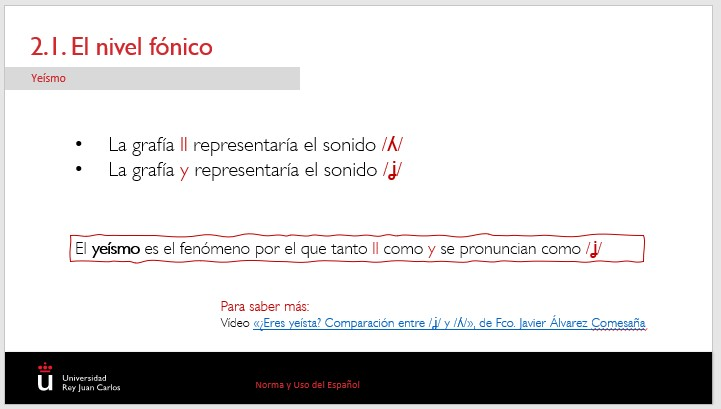 2.1. El nivel fónico
Yeísmo
• La grafía ll representaría el sonido /ʎ/
• La grafía y representaría el sonido /ʝ/
El yeísmo es el fenómeno por el que tanto ll como y se pronuncian como /ʝ/
Para saber más:
Vídeo «¿Eres yeísta? Comparación entre /ʝ/ y /ʎ/», de Fco. Javier Álvarez Comesaña
u Universidad
Rey Juan Carlos
Norma y Uso del Español